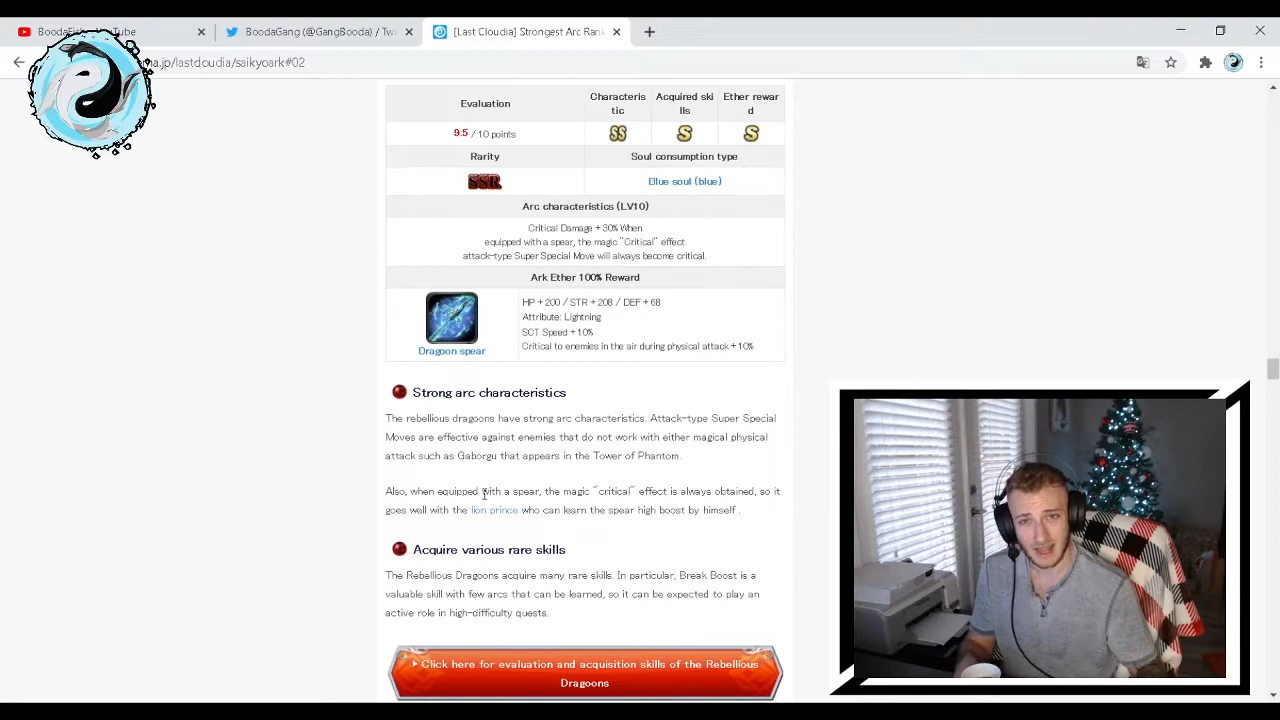 BoodaFish - YouTube
BoodaGang (@GangBooda) / Twi
[Last Cloudia] Strongest Arc Rank
ma.jp/lastcloudia/saikyoark#02
Evaluation
Characteris
tic
Acquired ski
lls
Ether rewar
d
9.5 / 10 points
SS
S
S
Rarity
Soul consumption type
SSR
Blue soul (blue)
Arc characteristics (LV10)
Critical Damage + 30% When
equipped with a spear, the magic "Critical" effect
attack-type Super Special Move will always become critical.
Ark Ether 100% Reward
Dragoon spear
HP + 200 / STR + 208 / DEF + 68
Attribute: Lightning
SCT Speed + 10%
Critical to enemies in the air during physical attack + 10%
Strong arc characteristics
The rebellious dragoons have strong arc characteristics. Attack-type Super Special
Moves are effective against enemies that do not work with either magical physical
attack such as Gaborgu that appears in the Tower of Phantom.
Also, when equipped with a spear, the magic "critical" effect is always obtained, so it
goes well with the lion prince who can learn the spear high boost by himself .
Acquire various rare skills
The Rebellious Dragoons acquire many rare skills. In particular, Break Boost is a
valuable skill with few arcs that can be learned, so it can be expected to play an
active role in high-difficulty quests.
Click here for evaluation and acquisition skills of the Rebellious
Dragoons